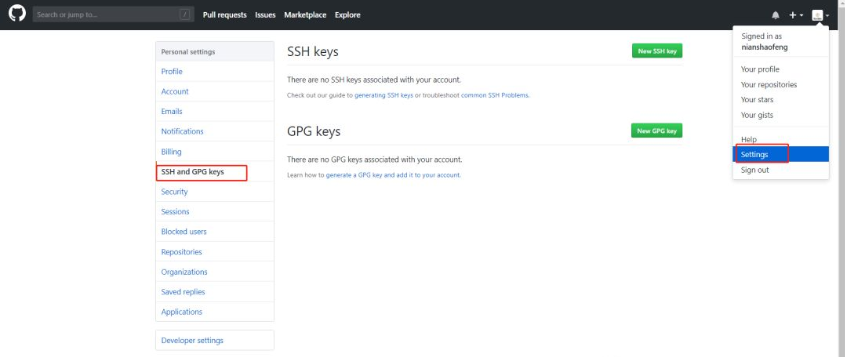 Search or jump to...
/
Pull requests
Issues
Marketplace
Explore
Signed in as
nianshaofeng
Your profile
Your repositories
Your stars
Your gists
Help
Settings
Sign out
Personal settings
Profile
Account
Emails
Notifications
Billing
SSH and GPG keys
Security
Sessions
Blocked users
Repositories
Organizations
Saved replies
Applications
Developer settings
SSH keys
New SSH key
There are no SSH keys associated with your account.
Check out our guide to generating SSH keys or troubleshoot common SSH Problems.
GPG keys
New GPG key
There are no GPG keys associated with your account.
Learn how to generate a GPG key and add it to your account.